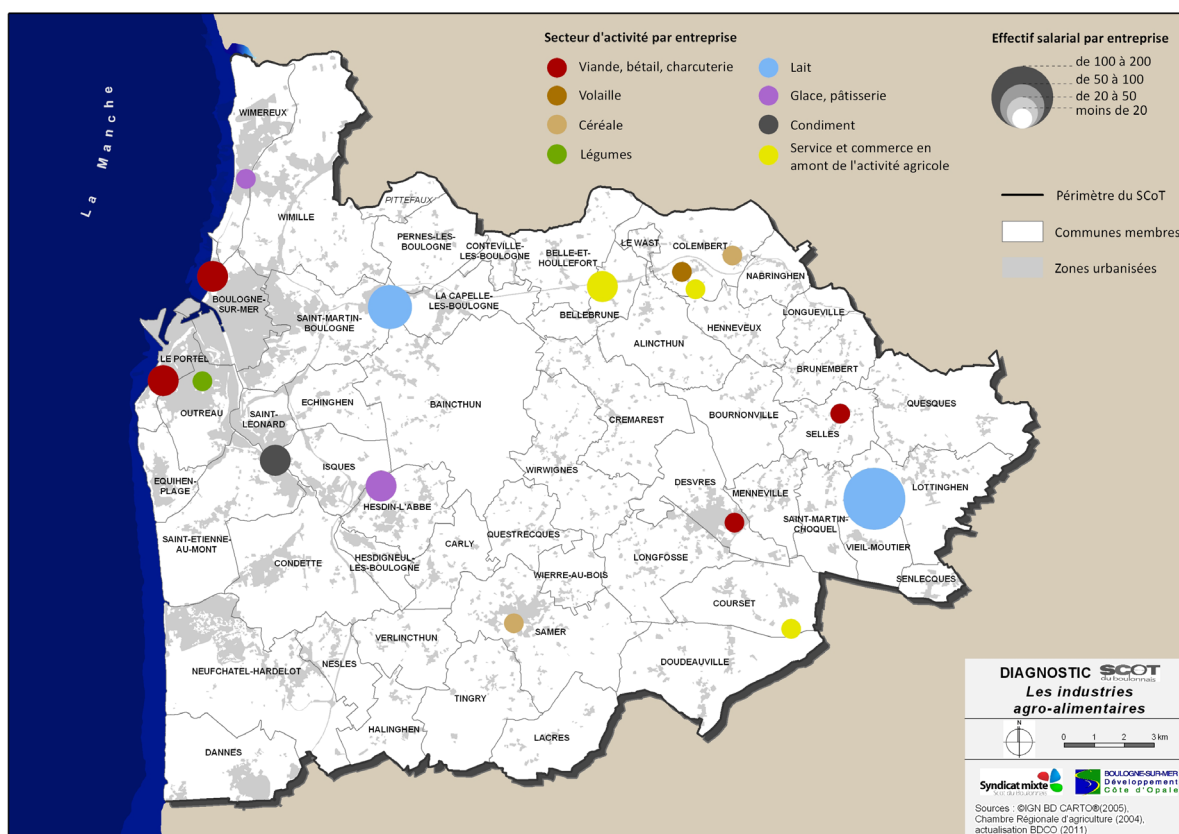 La Manche
Secteur d'activité par entreprise
Viande, bétail, charcuterie
Volaille
Céréale
Légumes
Lait
Glace, pâtisserie
Condiment
Service et commerce en
amont de l'activité agricole
Effectif salarial par entreprise
de 100 à 200
de 50 à 100
de 20 à 50
moins de 20
Périmètre du SCoT
Communes membres
Zones urbanisées
WIMEREUX
WIMILLE
PITTEFAUX
PERNES-LES-
BOULOGNE
CONTEVILLE-
LES-BOULOGNE
BELLE-ET-
HOULLEFORT
LE WAST
COLEMBERT
NABRINGHEN
BOULOGNE-
SUR-MER
SAINT-MARTIN-
BOULOGNE
LA CAPELLE-
LES-BOULOGNE
BELLEBRUNE
HENNEVEUX
LONGUEVILLE
ALINCTHUN
LE PORTEL
BRUNEMBERT
OUTREAU
SAINT-
LEONARD
ECHINGHEN
BAINCTHUN
CREMAREST
BOURNONVILLE
SELLES
QUESQUES
EQUIHEN-
PLAGE
ISQUES
HESDIN-L'ABBE
WIRWIGNES
DESVRES
MENNEVILLE
LOTTINGHEN
SAINT-MARTIN-
CHOQUEL
VIEIL-MOUTIER
SAINT-ETIENNE-
AU-MONT
CONDETTE
HESDIGNEUL-
LES-BOULOGNE
CARLY
QUESTRECQUES
WIERRE-AU-BOIS
LONGFOSSE
SENLECQUES
COURSET
SAMER
VERLINCTHUN
NESLES
NEUFCHATEL-HARDELOT
DOUDEAUVILLE
TINGRY
HALINGHEN
LACRES
DANNES
DIAGNOSTIC SCOT
du boulonnais
Les industries
agro-alimentaires
N
0 1 2 3 km
Syndicat mixte
Scot du Boulonnais
BOULOGNE-SUR-MER
Développement
Côte d'Opale
Sources : ©IGN BD CARTO®(2005),
Chambre Régionale d'agriculture (2004),
actualisation BDCO (2011)